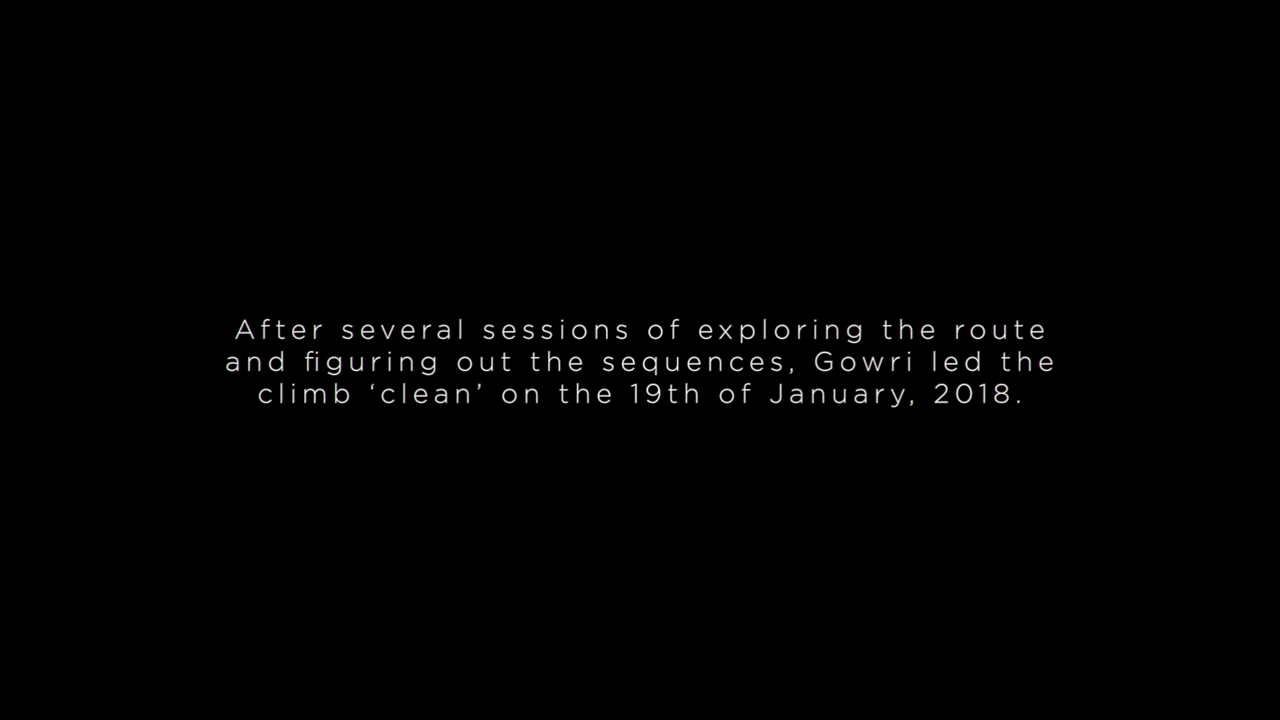 After several sessions of exploring the route
and figuring out the sequences, Gowri led the
climb ‘clean’ on the 19th of January, 2018.